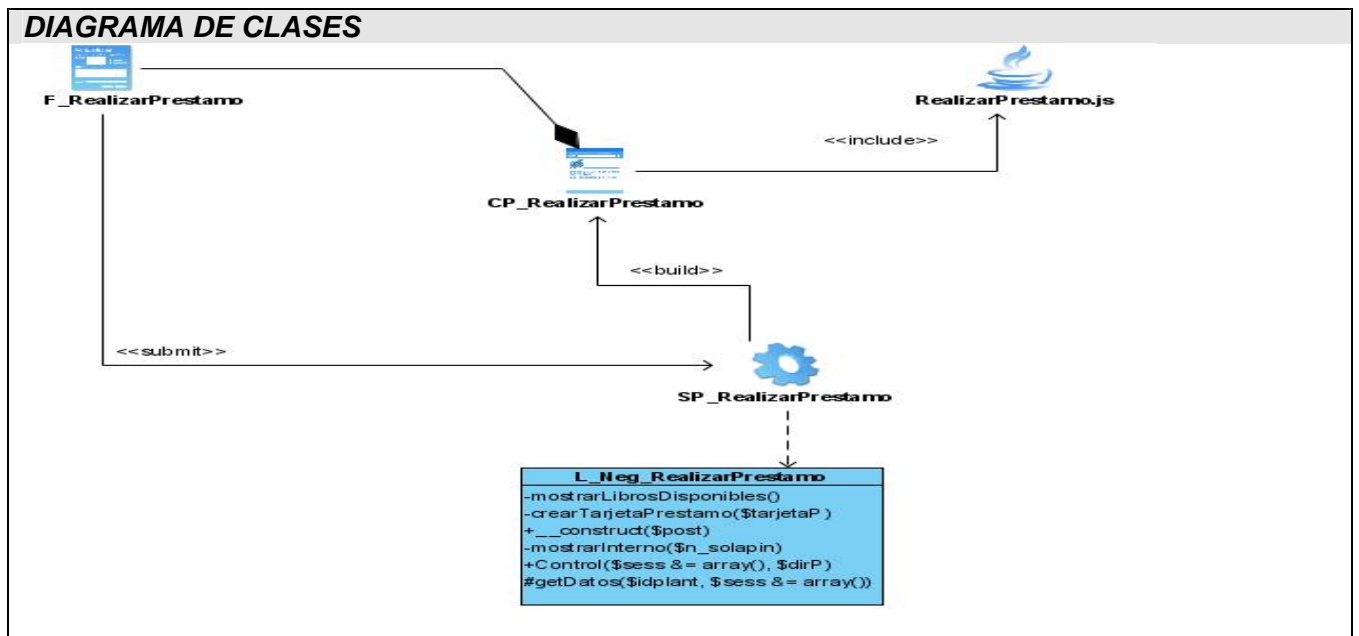 DIAGRAMA DE CLASES
F_RealizarPrestamo
RealizarPrestamo.js
<<include>>
CP_RealizarPrestamo
<<build>>
<<submit>>
SP_RealizarPrestamo
L_Neg_RealizarPrestamo
-mostrarLibrosDisponibles()
-crearTarjetaPrestamo($tarjetaP)
+__construct($post)
-mostrarInterno($n_solapin)
+Control($sess &= array(), $dirP)
#getDatos($idplant, $sess &= array())